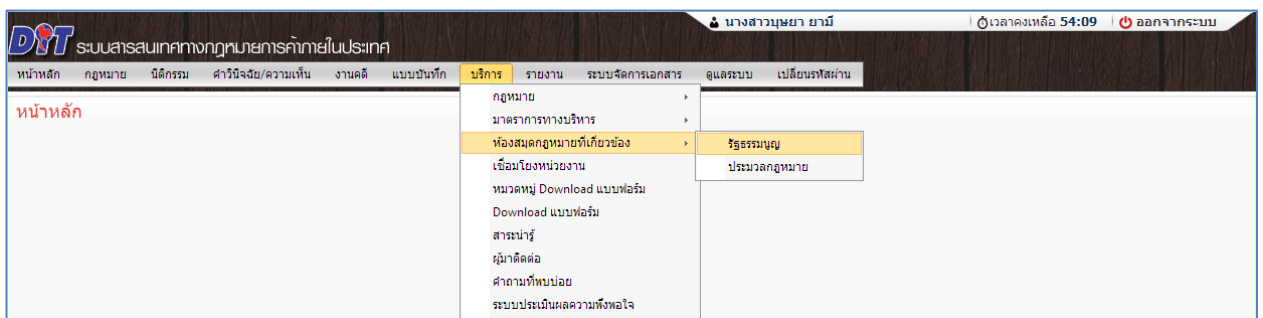 นางสาวบุษยา ยามี เวลาคงเหลือ 54:09 ออกจากระบบ
DIT ระบบสารสนเทศทางกฎหมายการค้าภายในประเทศ
หน้าหลัก กฎหมาย นิติกรรม คำวินิจฉัย/ความเห็น งานคดี แบบบันทึก บริการ รายงาน ระบบจัดการเอกสาร ดูแลระบบ เปลี่ยนรหัสผ่าน
หน้าหลัก
กฎหมาย
มาตราการทางบริหาร
ห้องสมุดกฎหมายที่เกี่ยวข้อง
รัฐธรรมนูญ
ประมวลกฎหมาย
เชื่อมโยงหน่วยงาน
หมวดหมู่ Download แบบฟอร์ม
Download แบบฟอร์ม
สาระน่ารู้
ผู้มาติดต่อ
คำถามที่พบบ่อย
ระบบประเมินผลความพึงพอใจ